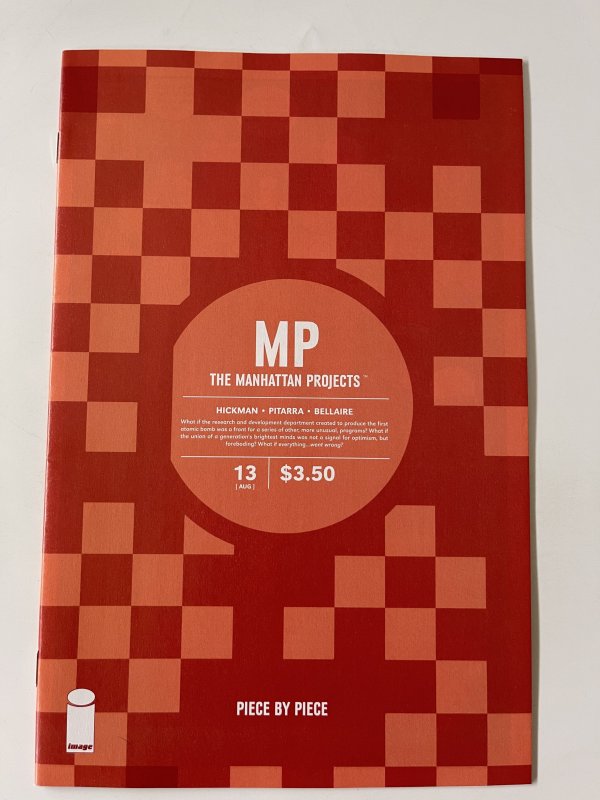 MP
THE MANHATTAN PROJECTS™
HICKMAN • PITARRA • BELLAIRE
What if the research and development department created to produce the first
atomic bomb was a front for a series of other, more unusual, programs? What if
the union of a generation's brightest minds was not a signal for optimism, but
foreboding? What if everything...went wrong?
13 | $3.50
[AUG]
PIECE BY PIECE
image